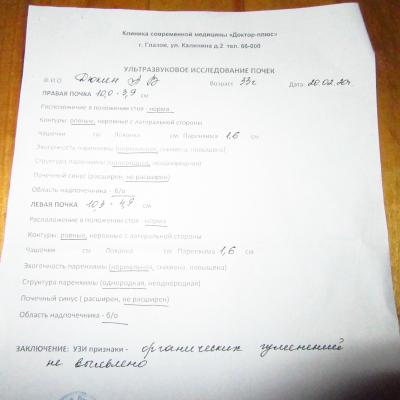 Клиника современной медицины «Доктор-плюс»
г. Глазов, ул. Калинина д.2 тел. 66-000
УЛЬТРАЗВУКОВОЕ ИССЛЕДОВАНИЕ ПОЧЕК
Ф.И.О Дюкин А В Возраст 33г Дата: 20.02.
ПРАВАЯ ПОЧКА 10,0 - 3,9 см
Расположение в положении стоя - норма
Контуры: ровные, неровные с латеральной стороны
Чашечки см Лоханка см Паренхима 1,6 см
Эхогенность паренхимы (нормальная, снижена, повышена)
Структура паренхимы (однородная, неоднородная)
Почечный синус (расширен, не расширен)
Область надпочечника - б/о
ЛЕВАЯ ПОЧКА 10,3 - 4,9 см
Расположение в положении стоя - норма
Контуры: ровные, неровные с латеральной стороны
Чашечки см Лоханка см Паренхима 1,6 см
Эхогенность паренхимы (нормальная, снижена, повышена)
Структура паренхимы (однородная, неоднородная)
Почечный синус ( расширен, не расширен)
Область надпочечника - б/о
ЗАКЛЮЧЕНИЕ: УЗИ признаки - органических
не выявлено